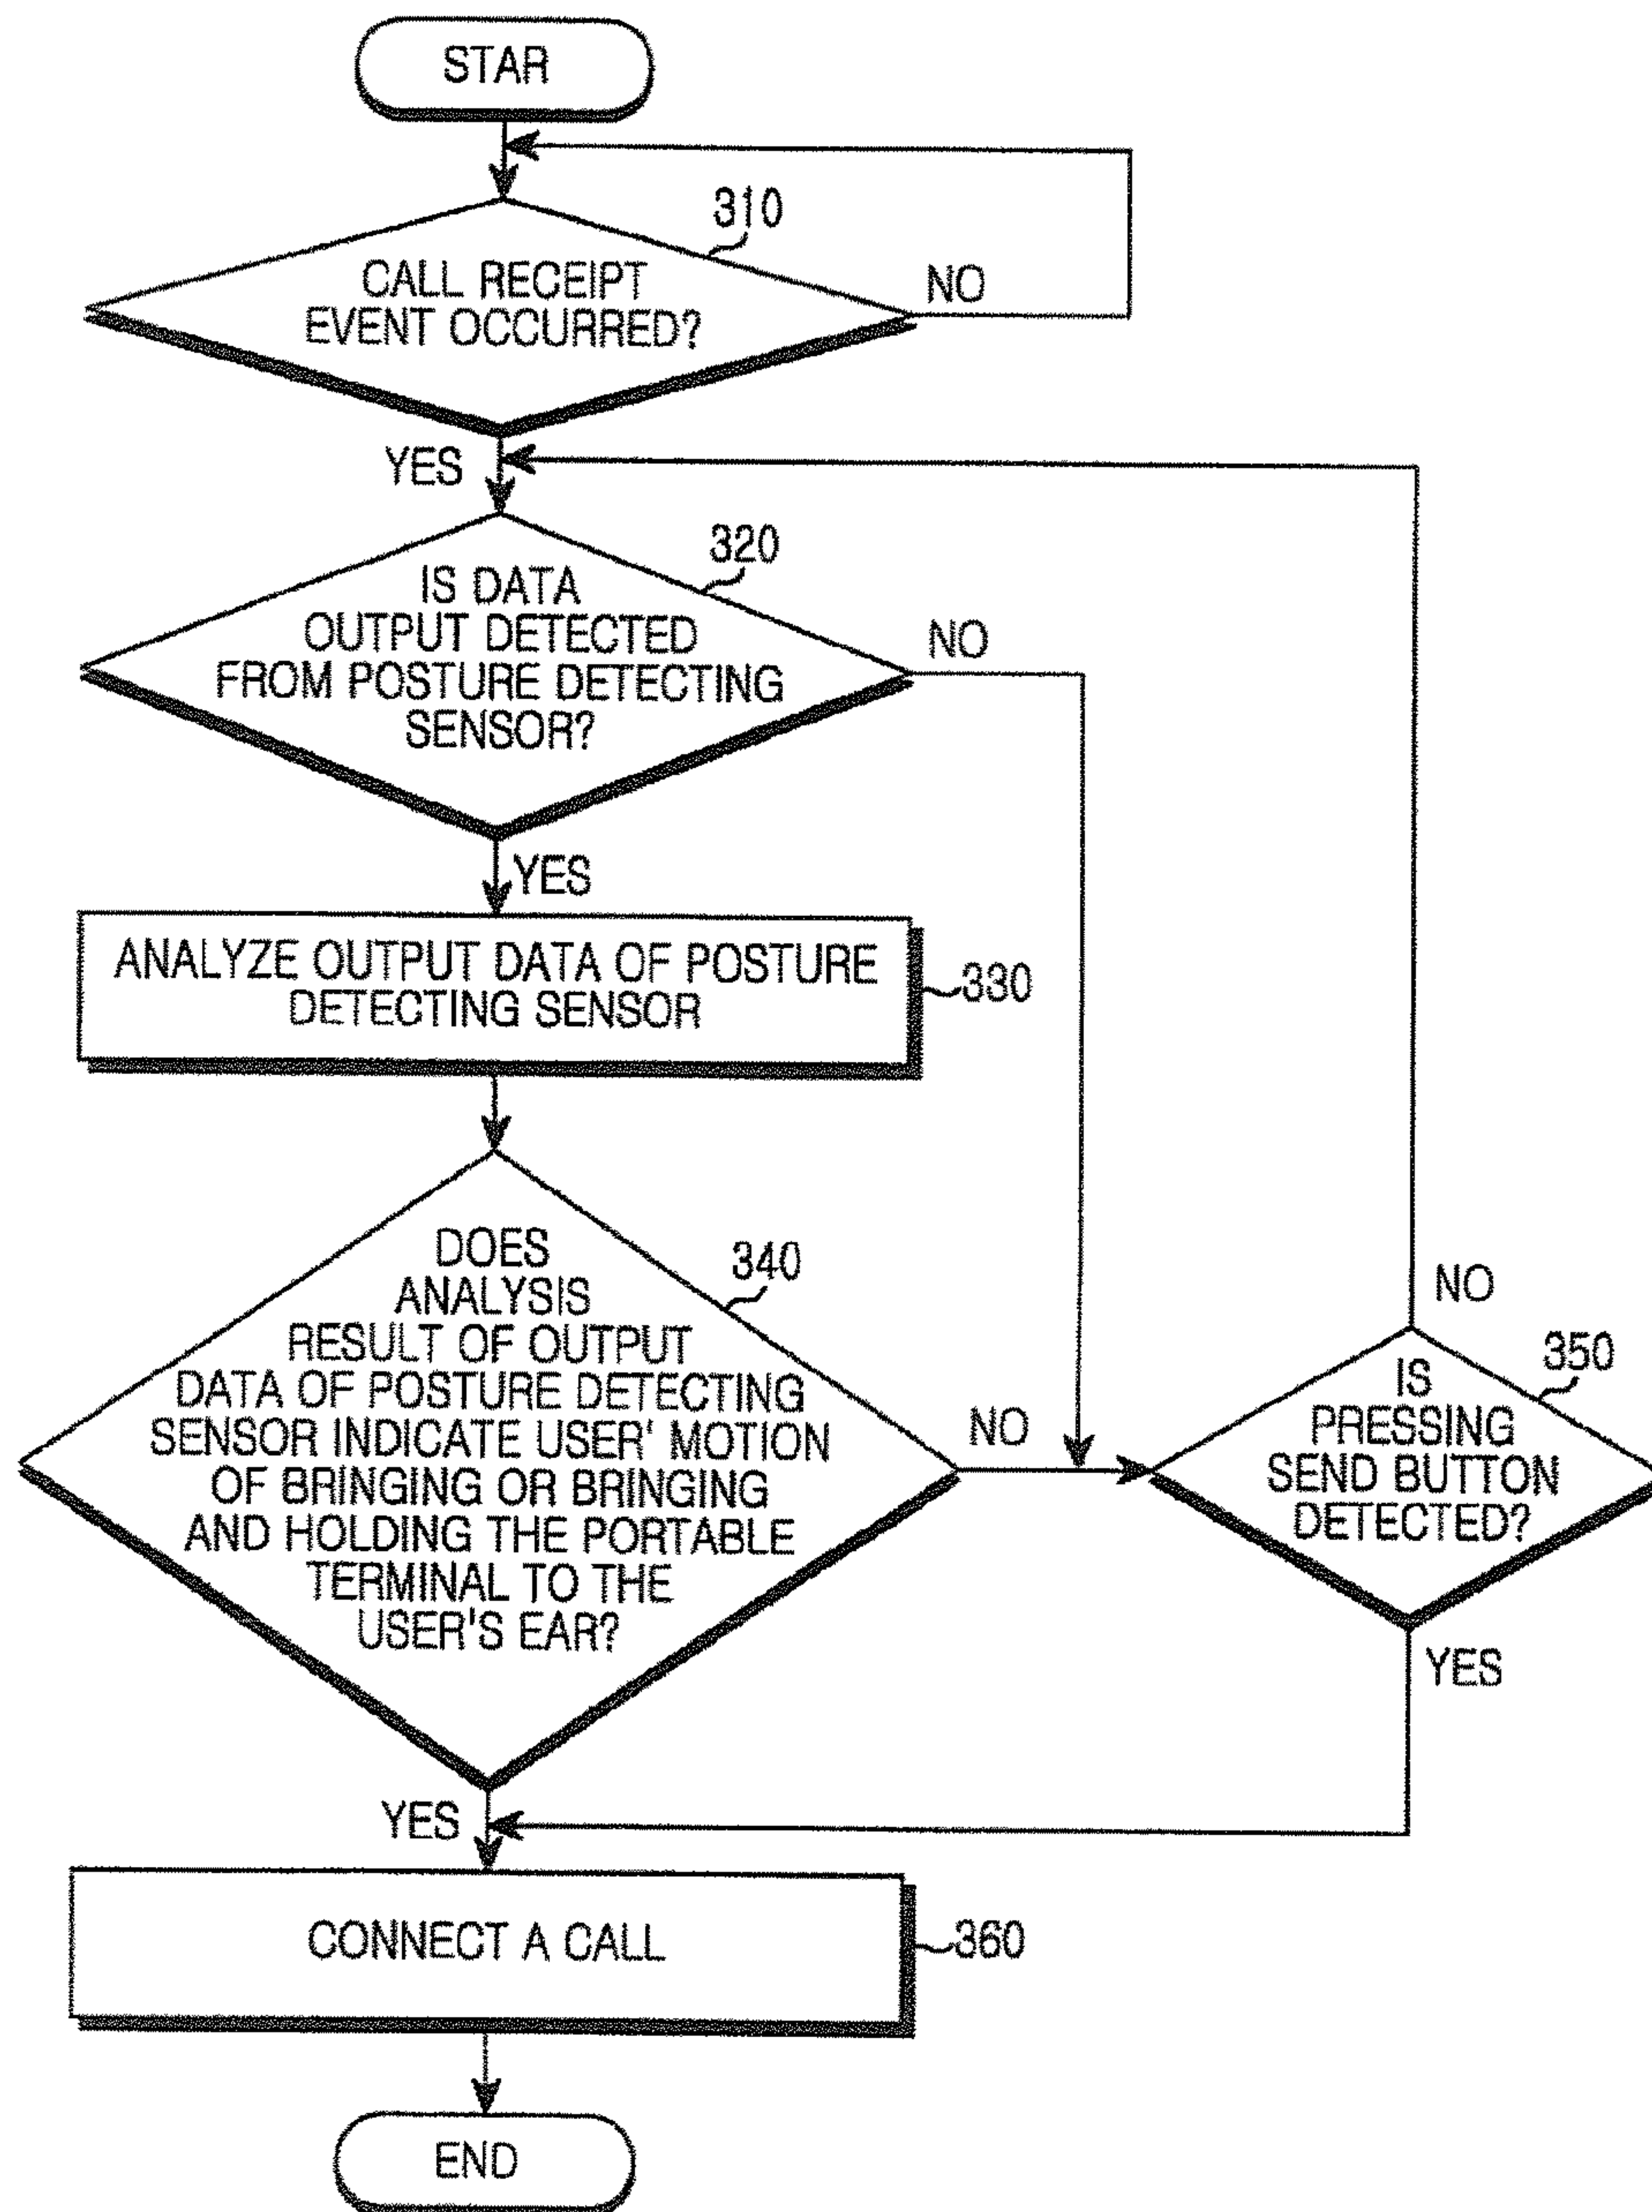 STAR
310
CALL RECEIPT
EVENT OCCURRED?
NO
YES
320
IS DATA
OUTPUT DETECTED
FROM POSTURE DETECTING
SENSOR?
NO
YES
ANALYZE OUTPUT DATA OF POSTURE
DETECTING SENSOR
330
DOES
ANALYSIS
RESULT OF OUTPUT
DATA OF POSTURE DETECTING
SENSOR INDICATE USER' MOTION
OF BRINGING OR BRINGING
AND HOLDING THE PORTABLE
TERMINAL TO THE
USER'S EAR?
340
NO
NO
350
IS
PRESSING
SEND BUTTON
DETECTED?
YES
YES
CONNECT A CALL
360
END